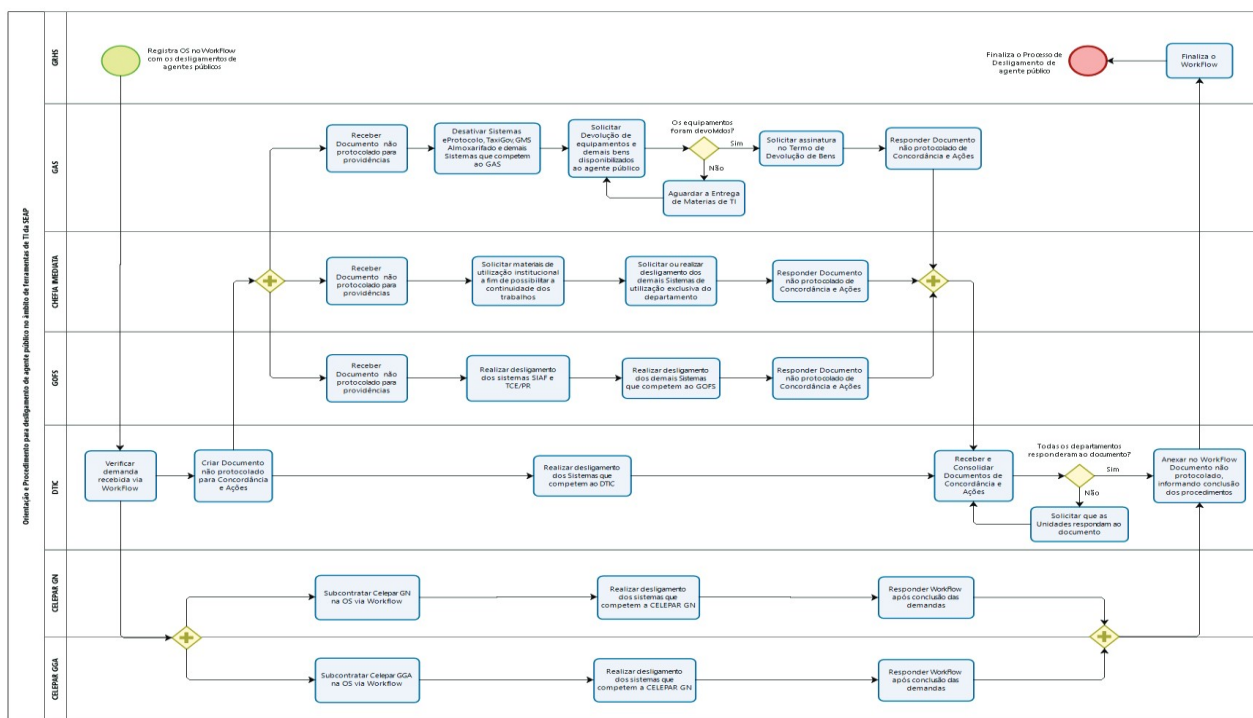 Orientação e Procedimento para desligamento de agente público no âmbito de ferramentas de TI da SEAP
GRHS
Registra OS no Workflow
com os desligamentos de
agentes públicos
Finaliza o Processo de
Desligamento de
agente público
Finaliza o
WorkFlow
GAS
Receber
Documento não
protocolado para
providências
Desativar Sistemas
eProtocolo, TaxiGov, GMS
Almoxarifado e demais
Sistemas que competem
ao GAS
Solicitar
Devolução de
equipamentos e
demais bens
disponibilizados
ao agente público
Os equipamentos
foram devolvidos?
Sim
Não
Aguardar a Entrega
de Materias de TI
Solicitar assinatura
no Termo de
Devolução de Bens
Responder Documento
não protocolado de
Concordância e Ações
CHEFIA IMEDIATA
Receber
Documento não
protocolado para
providências
Solicitar materiais de
utilização institucional
a fim de possibilitar a
continuidade dos
trabalhos
Solicitar ou realizar
desligamento dos
demais Sistemas de
utilização exclusiva do
departamento
Responder Documento
não protocolado de
Concordância e Ações
GOFS
Receber
Documento não
protocolado para
providências
Realizar desligamento
dos sistemas SIAF e
TCE/PR
Realizar desligamento
dos demais Sistemas
que competem ao GOFS
Responder Documento
não protocolado de
Concordância e Ações
DTIC
Verificar
demanda
recebida via
Workflow
Criar Documento
não protocolado
para Concordância
e Ações
Realizar desligamento
dos Sistemas que
competem ao DTIC
Receber e
Consolidar
Documentos de
Concordância e
Ações
Todas os departamentos
responderam ao documento?
Sim
Não
Solicitar que as
Unidades respondam ao
documento
Anexar no WorkFlow
Documento não
protocolado,
informando conclusão
dos procedimentos
CELEPAR GN
Subcontratar Celepar GN
na OS via Workflow
Realizar desligamento
dos sistemas que
competem a CELEPAR GN
Responder Workflow
após conclusão das
demandas
CELEPAR GGA
Subcontratar Celepar GGA
na OS via Workflow
Realizar desligamento
dos sistemas que
competem a CELEPAR GN
Responder Workflow
após conclusão das
demandas